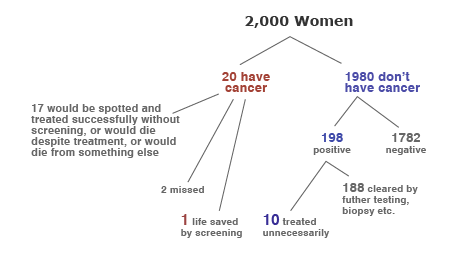 2,000 Women
20 have
cancer
1980 don't
have cancer
17 would be spotted and
treated successfully without
screening, or would die
despite treatment, or would
die from something else
198
positive
1782
negative
2 missed
188 cleared by
futher testing,
biopsy etc.
1 life saved
by screening
10 treated
unnecessarily